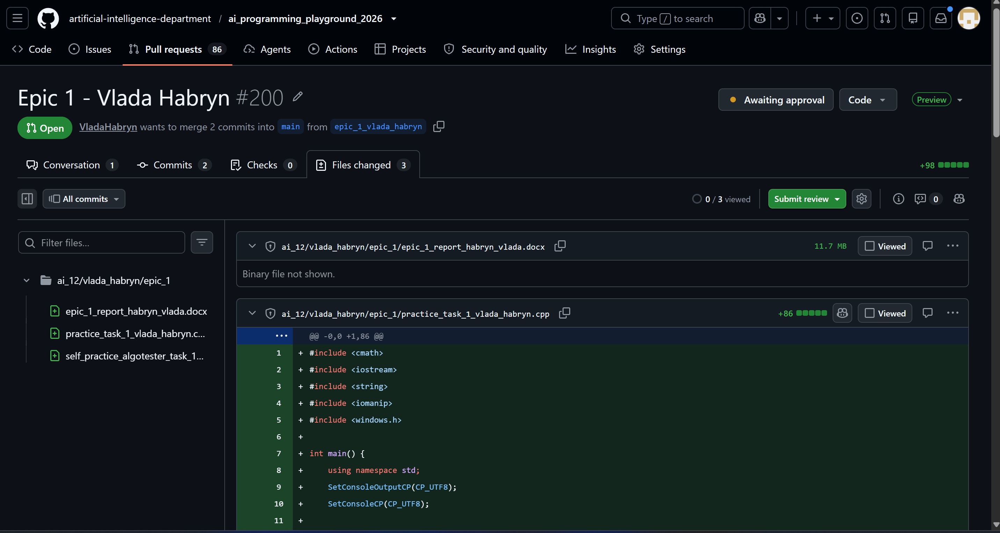 artificial-intelligence-department / ai_programming_playground_2026
Type / to search
Code
Issues
Pull requests 86
Agents
Actions
Projects
Security and quality
Insights
Settings
Epic 1 - Vlada Habryn #200
Awaiting approval
Code
Preview
Open
VladaHabryn wants to merge 2 commits into main from epic_1_vlada_habryn
Conversation 1
Commits 2
Checks 0
Files changed 3
+98
All commits
0 / 3 viewed
Submit review
0
Filter files...
ai_12/vlada_habryn/epic_1
epic_1_report_habryn_vlada.docx
practice_task_1_vlada_habryn.c...
self_practice_algotester_task_1...
ai_12/vlada_habryn/epic_1/epic_1_report_habryn_vlada.docx
11.7 MB
Viewed
Binary file not shown.
ai_12/vlada_habryn/epic_1/practice_task_1_vlada_habryn.cpp
+86
Viewed
@@ -0,0 +1,86 @@
1 + #include <cmath>
2 + #include <iostream>
3 + #include <string>
4 + #include <iomanip>
5 + #include <windows.h>
6 +
7 + int main() {
8 + using namespace std;
9 + SetConsoleOutputCP(CP_UTF8);
10 + SetConsoleCP(CP_UTF8);
11 +